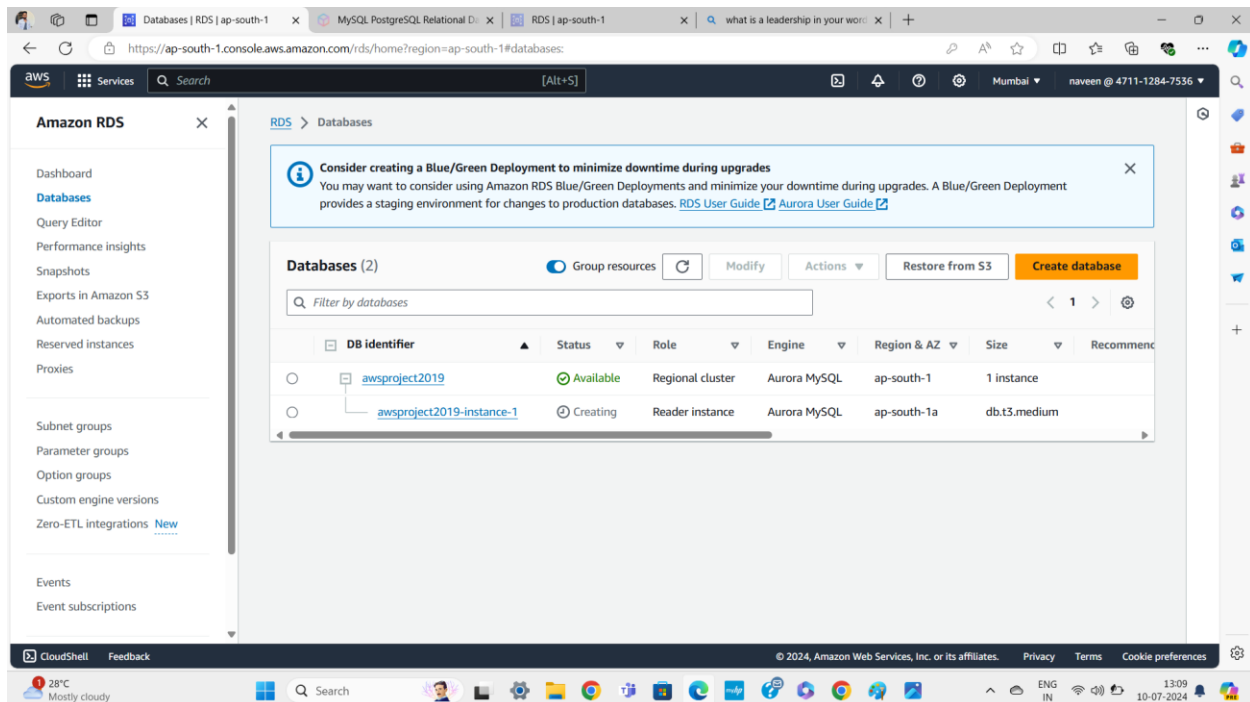 Databases | RDS | ap-south-1
MySQL PostgreSQL Relational Da
RDS | ap-south-1
what is a leadership in your word
https://ap-south-1.console.aws.amazon.com/rds/home?region=ap-south-1#databases:
aws
Services
Search
[Alt+S]
Mumbai
naveen @ 4711-1284-7536
Amazon RDS
Dashboard
Databases
Query Editor
Performance insights
Snapshots
Exports in Amazon S3
Automated backups
Reserved instances
Proxies
Subnet groups
Parameter groups
Option groups
Custom engine versions
Zero-ETL integrations New
Events
Event subscriptions
RDS > Databases
Consider creating a Blue/Green Deployment to minimize downtime during upgrades
You may want to consider using Amazon RDS Blue/Green Deployments and minimize your downtime during upgrades. A Blue/Green Deployment
provides a staging environment for changes to production databases. RDS User Guide Aurora User Guide
Databases (2)
Group resources
Modify
Actions
Restore from S3
Create database
Filter by databases
1
DB identifier Status Role Engine Region & AZ Size Recommend
awsproject2019 Available Regional cluster Aurora MySQL ap-south-1 1 instance
awsproject2019-instance-1 Creating Reader instance Aurora MySQL ap-south-1a db.t3.medium
CloudShell Feedback © 2024, Amazon Web Services, Inc. or its affiliates. Privacy Terms Cookie preferences
1
28°C
Mostly cloudy
Search
ENG
IN
13:09
10-07-2024
PRE